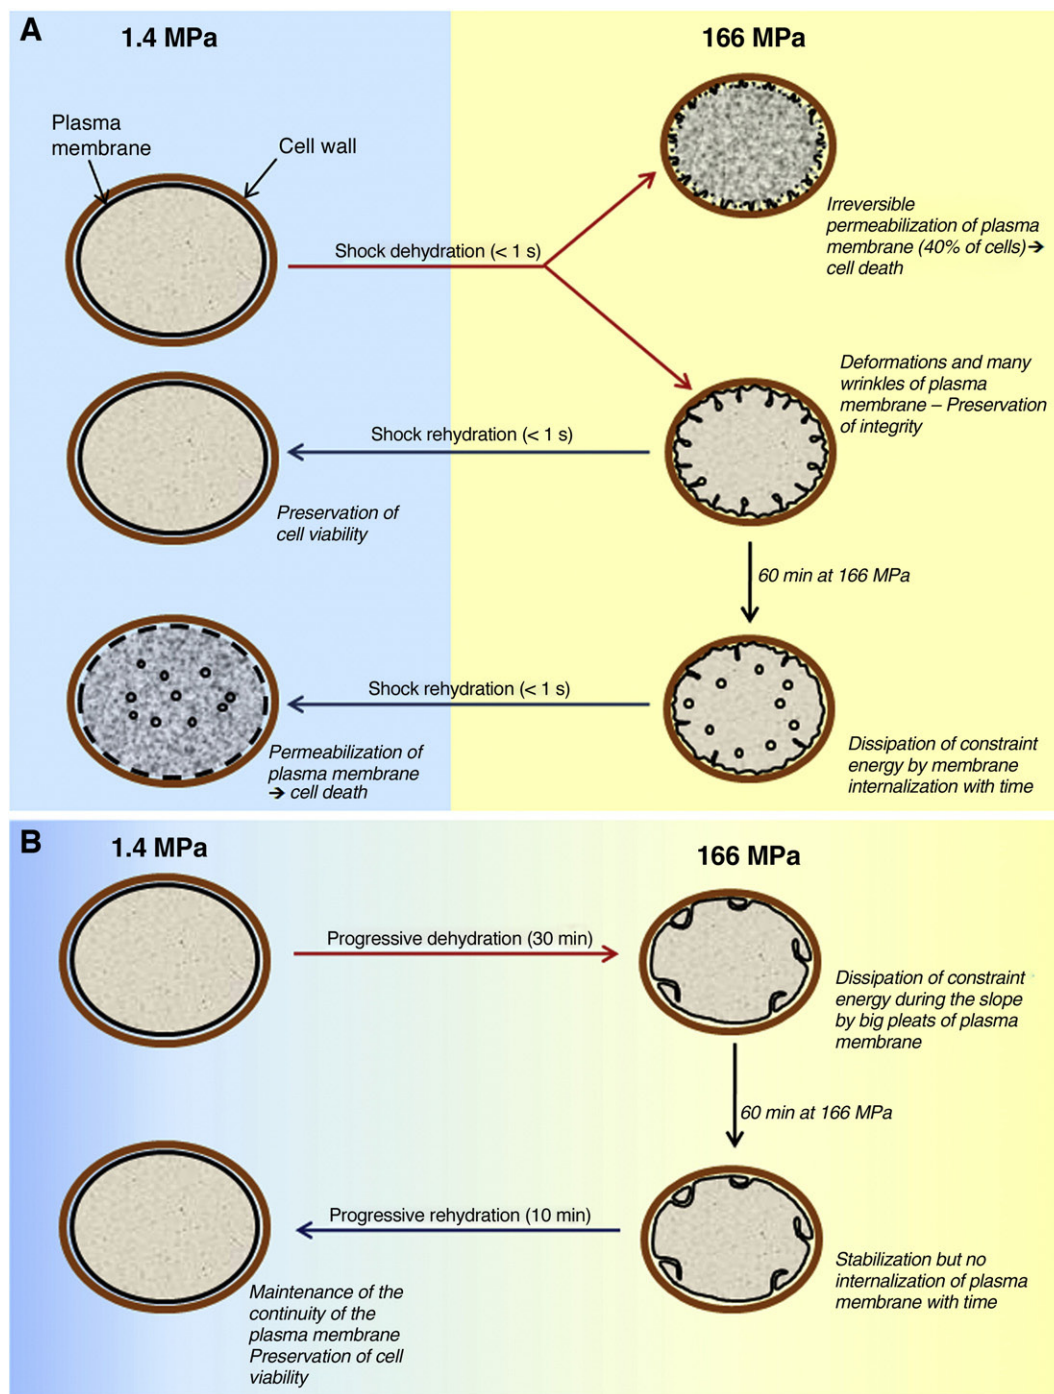 A
1.4 MPa
166 MPa
Plasma
membrane
Cell wall
Shock dehydration (< 1 s)
Irreversible
permeabilization of plasma
membrane (40% of cells)➔
cell death
Deformations and many
wrinkles of plasma
membrane – Preservation
of integrity
Shock rehydration (< 1 s)
Preservation of
cell viability
60 min at 166 MPa
Shock rehydration (< 1 s)
Permeabilization of
plasma membrane
➔ cell death
Dissipation of constraint
energy by membrane
internalization with time
B
1.4 MPa
166 MPa
Progressive dehydration (30 min)
Dissipation of constraint
energy during the slope
by big pleats of plasma
membrane
60 min at 166 MPa
Progressive rehydration (10 min)
Maintenance of the
continuity of the
plasma membrane
Preservation of cell
viability
Stabilization but no
internalization of plasma
membrane with time